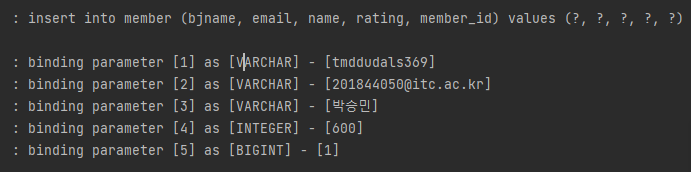 : insert into member (bjname, email, name, rating, member_id) values (?, ?, ?, ?, ?)
: binding parameter [1] as [VARCHAR] - [tmddudals369]
: binding parameter [2] as [VARCHAR] - [201844050@itc.ac.kr]
: binding parameter [3] as [VARCHAR] - [박승민]
: binding parameter [4] as [INTEGER] - [600]
: binding parameter [5] as [BIGINT] - [1]